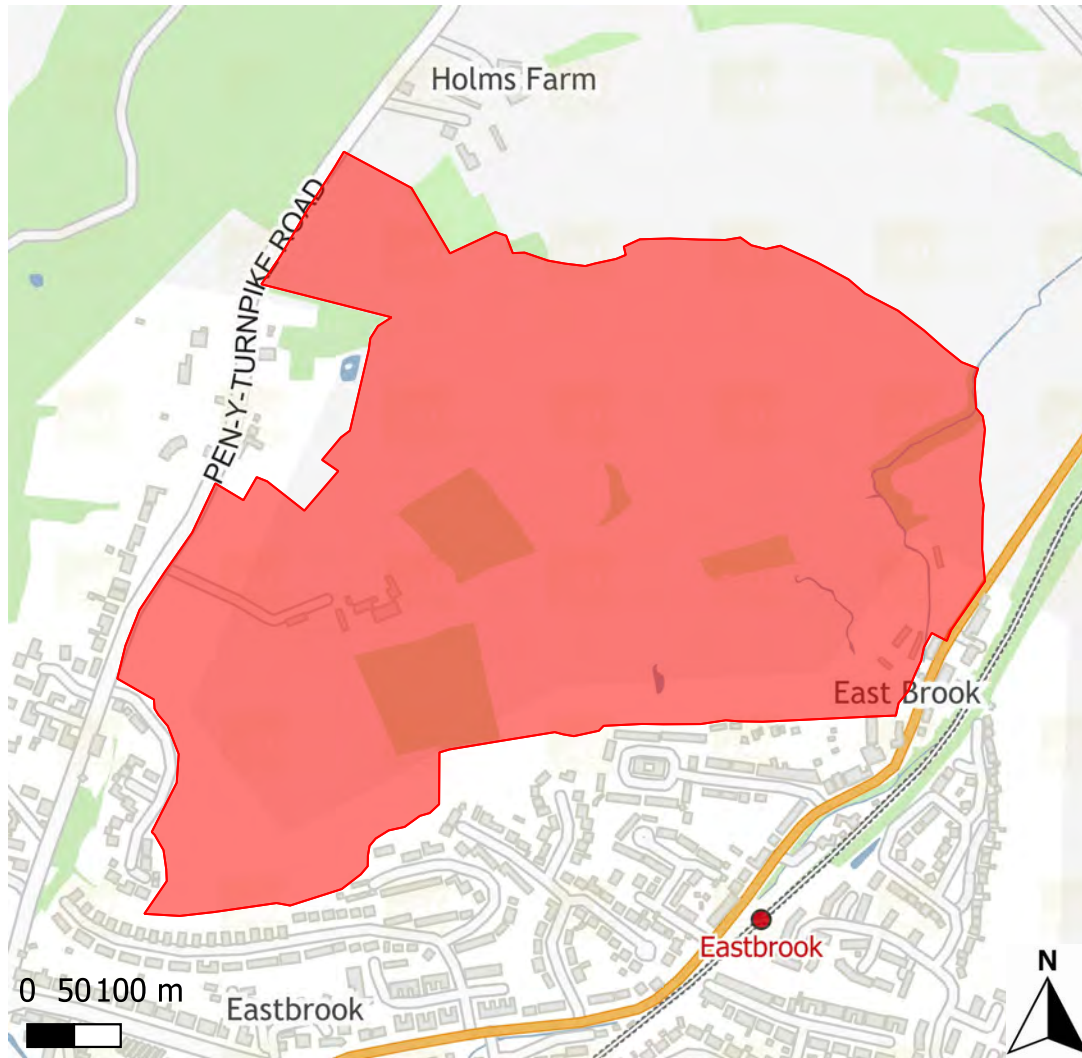 Holms Farm
PEN-Y-TURNPIKE ROAD
East Brook
Eastbrook
Eastbrook
0 50100 m
N